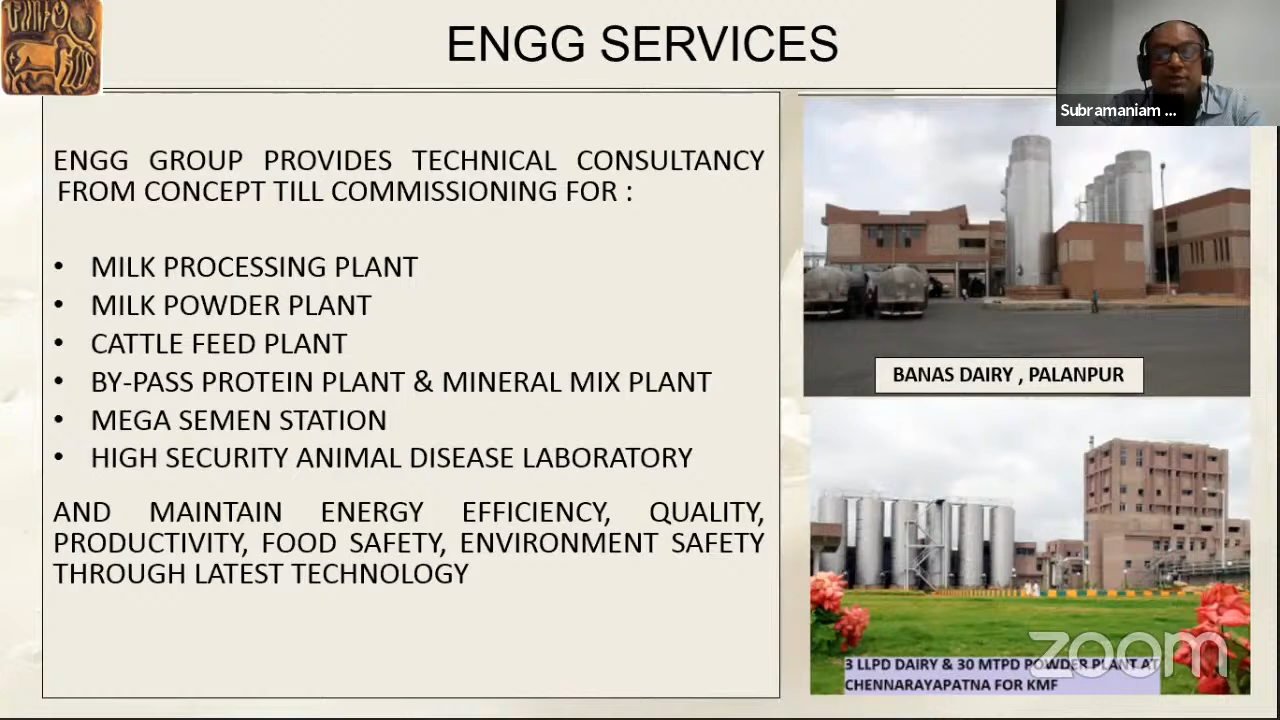 ENGG SERVICES
Subramaniam ...
ENGG GROUP PROVIDES TECHNICAL CONSULTANCY
FROM CONCEPT TILL COMMISSIONING FOR :
• MILK PROCESSING PLANT
• MILK POWDER PLANT
• CATTLE FEED PLANT
• BY-PASS PROTEIN PLANT & MINERAL MIX PLANT
• MEGA SEMEN STATION
• HIGH SECURITY ANIMAL DISEASE LABORATORY
AND MAINTAIN ENERGY EFFICIENCY, QUALITY,
PRODUCTIVITY, FOOD SAFETY, ENVIRONMENT SAFETY
THROUGH LATEST TECHNOLOGY
BANAS DAIRY , PALANPUR
3 LLPD DAIRY & 30 MTPD POWDER PLANT AT
CHENNARAYAPATNA FOR KMF
zoom